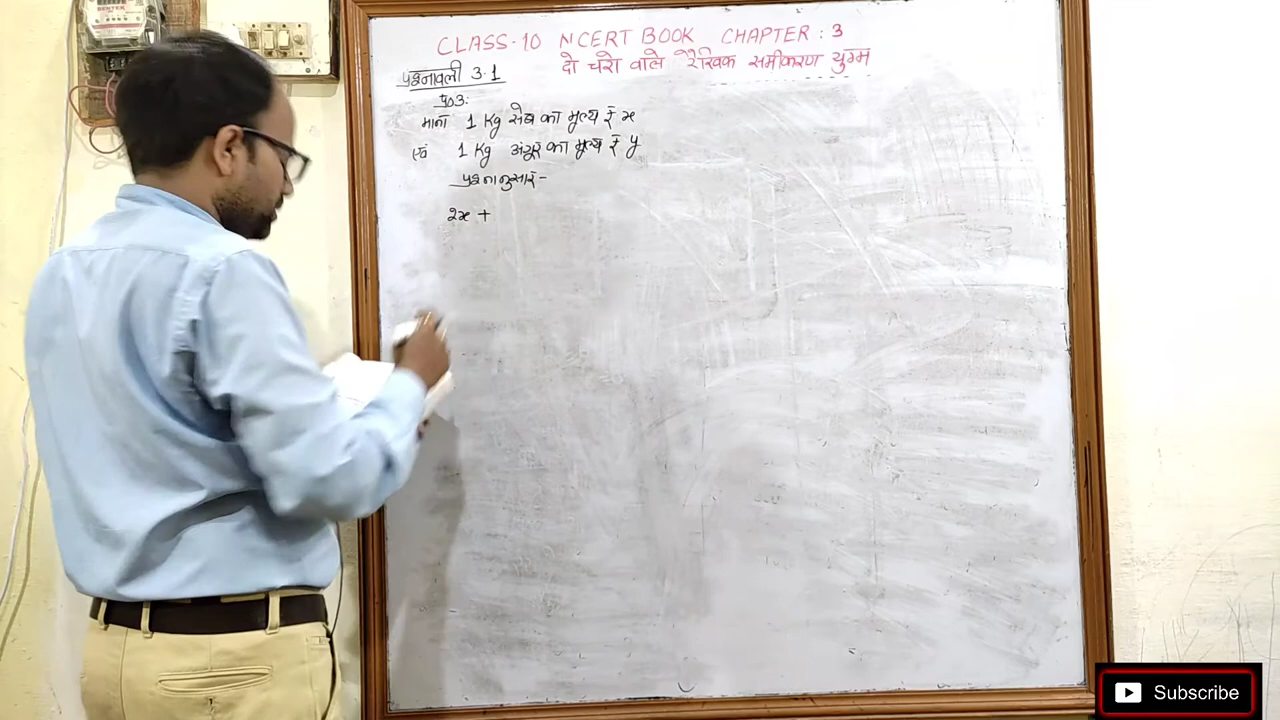 CLASS-10 NCERT BOOK CHAPTER : 3
दो चरो वाले रैखिक समीकरण युग्म
प्रश्नावली 3.1
प्र03:
माना 1 Kg सेब का मूल्य ₹ x
एवं 1 Kg अंगूर का मूल्य ₹ y
प्रश्नानुसार-
2x +
Subscribe